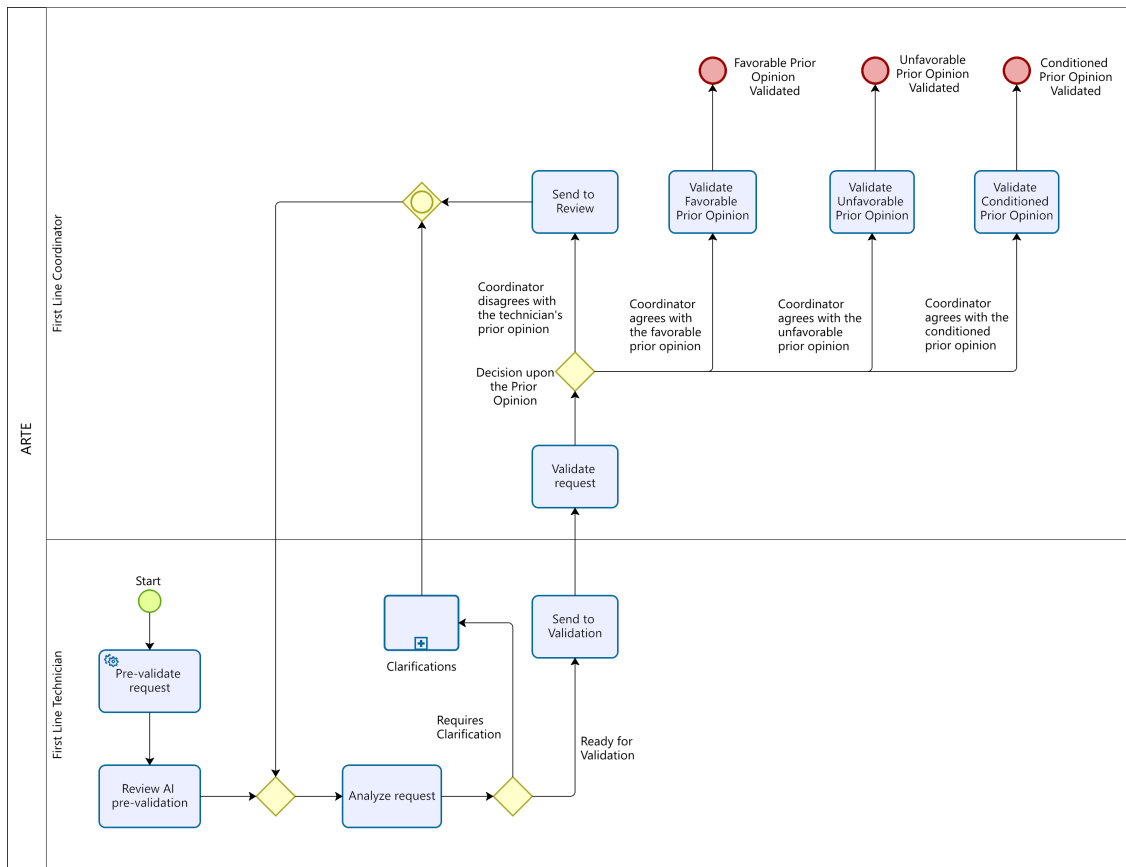 ARTE
First Line Coordinator
Favorable Prior
Opinion
Validated
Unfavorable
Prior Opinion
Validated
Conditioned
Prior Opinion
Validated
Send to
Review
Validate
Favorable
Prior Opinion
Validate
Unfavorable
Prior Opinion
Validate
Conditioned
Prior Opinion
Coordinator
disagrees with
the technician's
prior opinion
Coordinator
agrees with
the favorable
prior opinion
Coordinator
agrees with the
unfavorable
prior opinion
Coordinator
agrees with the
conditioned
prior opinion
Decision upon
the Prior
Opinion
Validate
request
First Line Technician
Start
Pre-validate
request
Clarifications
Send to
Validation
Requires
Clarification
Ready for
Validation
Review AI
pre-validation
Analyze request